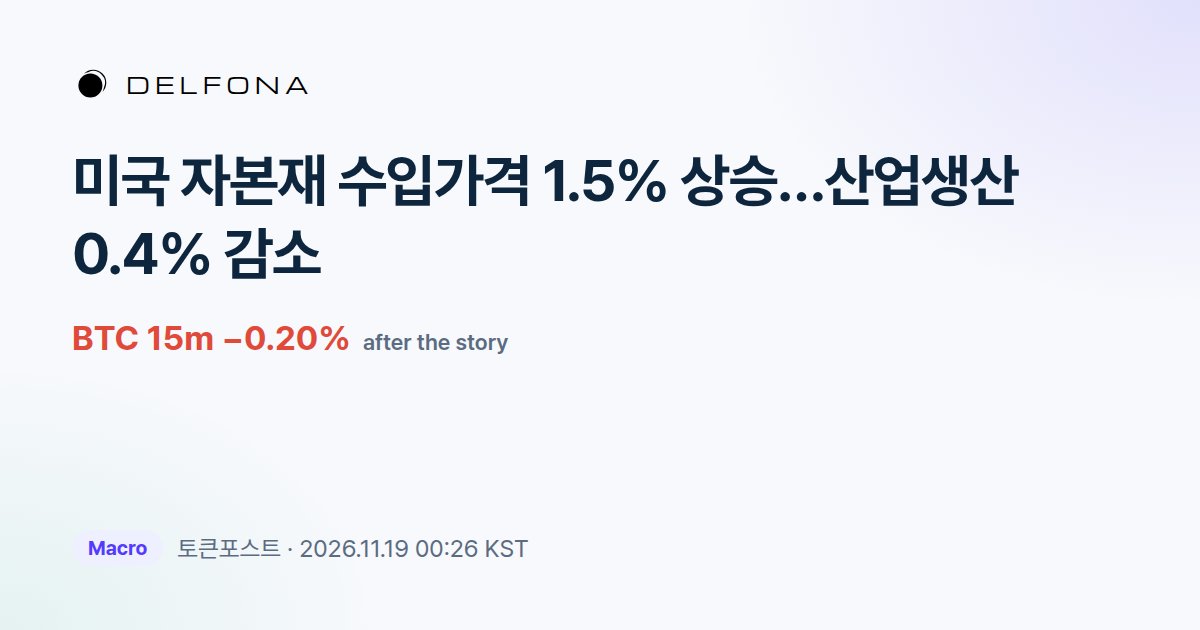 DELFONA
미국 자본재 수입가격 1.5% 상승...산업생산
0.4% 감소
BTC 15m −0.20% after the story
Macro 토큰포스트 · 2026.11.19 00:26 KST